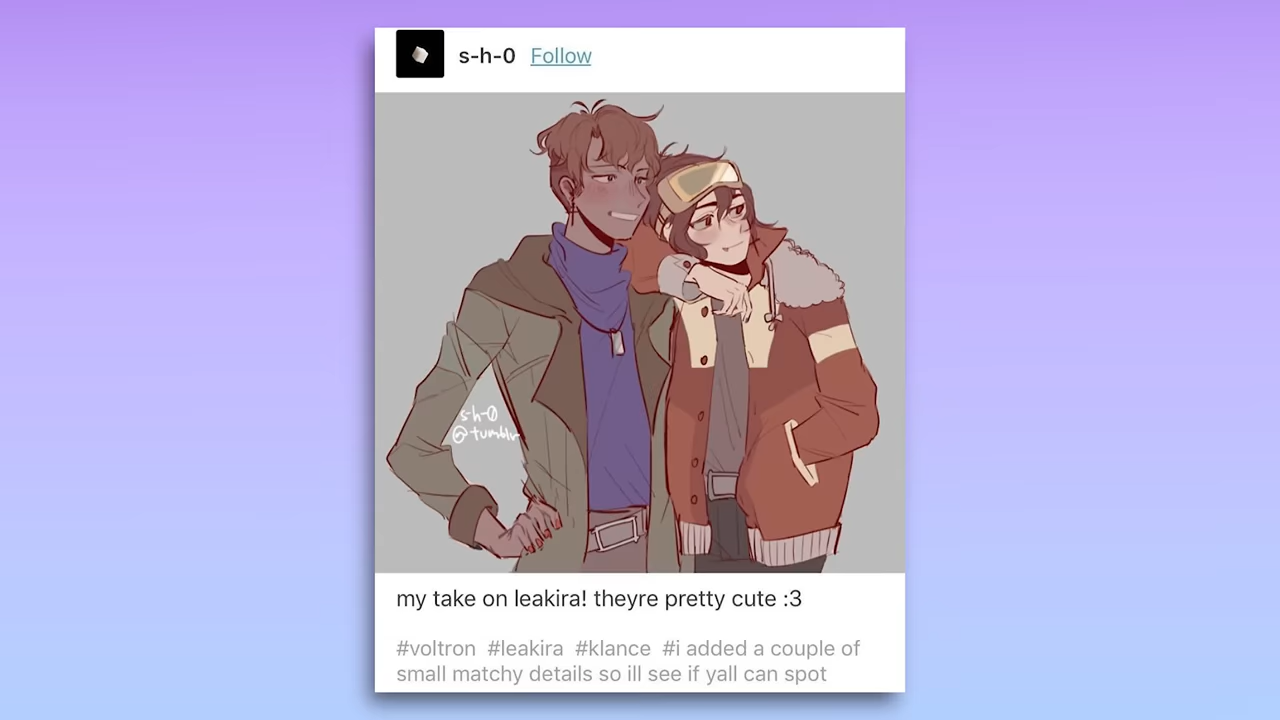 s-h-0 Follow
s-h-0
@tumblr
my take on leakira! theyre pretty cute :3
#voltron #leakira #klance #i added a couple of
small matchy details so ill see if yall can spot